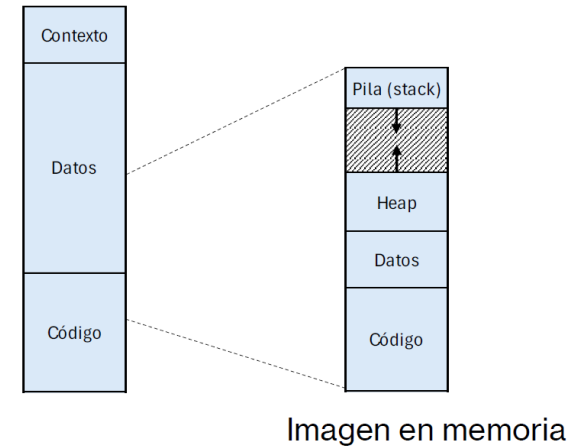 Contexto
Datos
Código
Pila (stack)
Heap
Datos
Código
Imagen en memoria